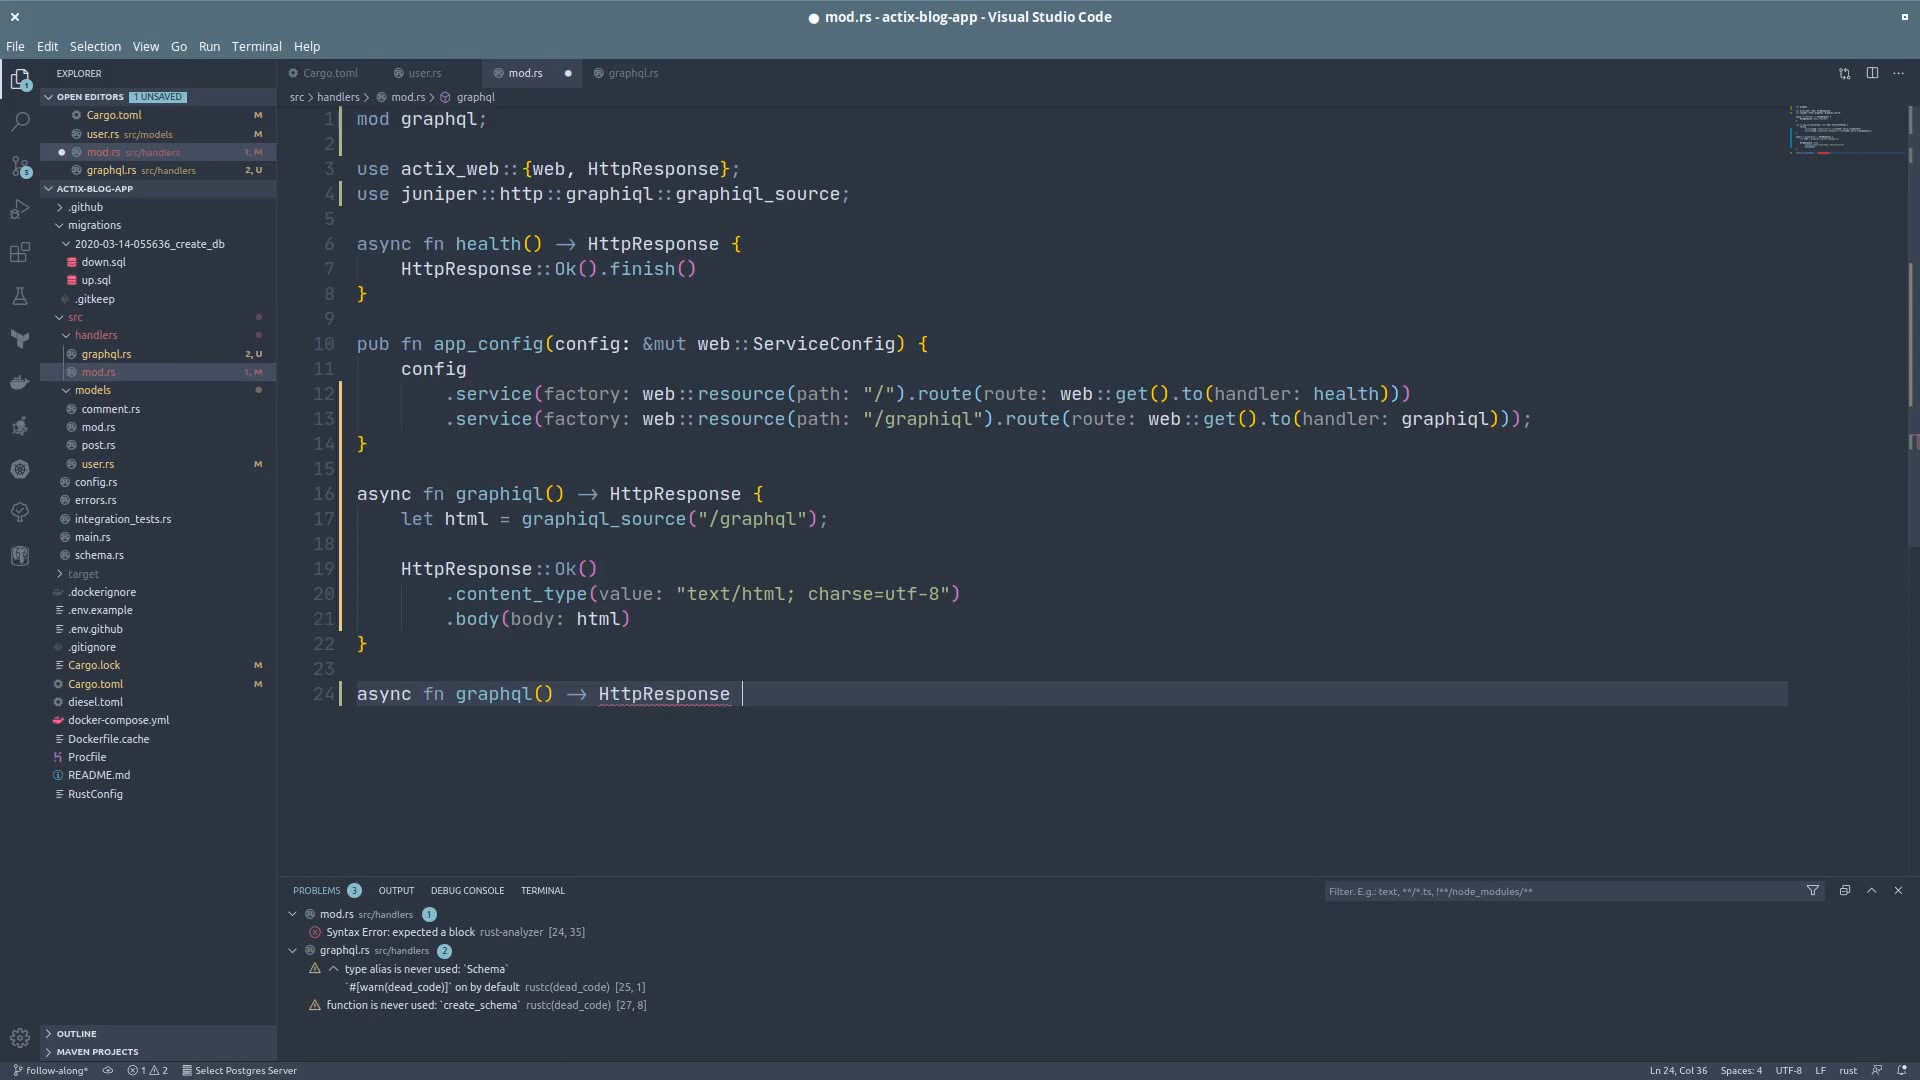 mod.rs - actix-blog-app - Visual Studio Code
File Edit Selection View Go Run Terminal Help
EXPLORER
OPEN EDITORS 1 UNSAVED
Cargo.toml M
user.rs src/models M
mod.rs src/handlers 1, M
graphql.rs src/handlers 2, U
ACTIX-BLOG-APP
.github
migrations
2020-03-14-055636_create_db
down.sql
up.sql
.gitkeep
src
handlers
graphql.rs 2, U
mod.rs 1, M
models
comment.rs
mod.rs
post.rs
user.rs M
config.rs
errors.rs
integration_tests.rs
main.rs
schema.rs
target
.dockerignore
.env.example
.env.github
.gitignore
Cargo.lock M
Cargo.toml M
diesel.toml
docker-compose.yml
Dockerfile.cache
Procfile
README.md
RustConfig
OUTLINE
MAVEN PROJECTS
Cargo.toml user.rs mod.rs graphql.rs
src > handlers > mod.rs > graphql
1 mod graphql;
2
3 use actix_web::{web, HttpResponse};
4 use juniper::http::graphiql::graphiql_source;
5
6 async fn health() -> HttpResponse {
7 HttpResponse::Ok().finish()
8 }
9
10 pub fn app_config(config: &mut web::ServiceConfig) {
11 config
12 .service(factory: web::resource(path: "/").route(route: web::get().to(handler: health)))
13 .service(factory: web::resource(path: "/graphiql").route(route: web::get().to(handler: graphiql)));
14 }
15
16 async fn graphiql() -> HttpResponse {
17 let html = graphiql_source("/graphql");
18
19 HttpResponse::Ok()
20 .content_type(value: "text/html; charse=utf-8")
21 .body(body: html)
22 }
23
24 async fn graphql() -> HttpResponse
PROBLEMS 3 OUTPUT DEBUG CONSOLE TERMINAL Filter. E.g.: text, **/*.ts, !**/node_modules/**
mod.rs src/handlers 1
Syntax Error: expected a block rust-analyzer [24, 35]
graphql.rs src/handlers 2
type alias is never used: `Schema`
`#[warn(dead_code)]` on by default rustc(dead_code) [25, 1]
function is never used: `create_schema` rustc(dead_code) [27, 8]
follow-along* 1 2 Select Postgres Server Ln 24, Col 36 Spaces: 4 UTF-8 LF rust